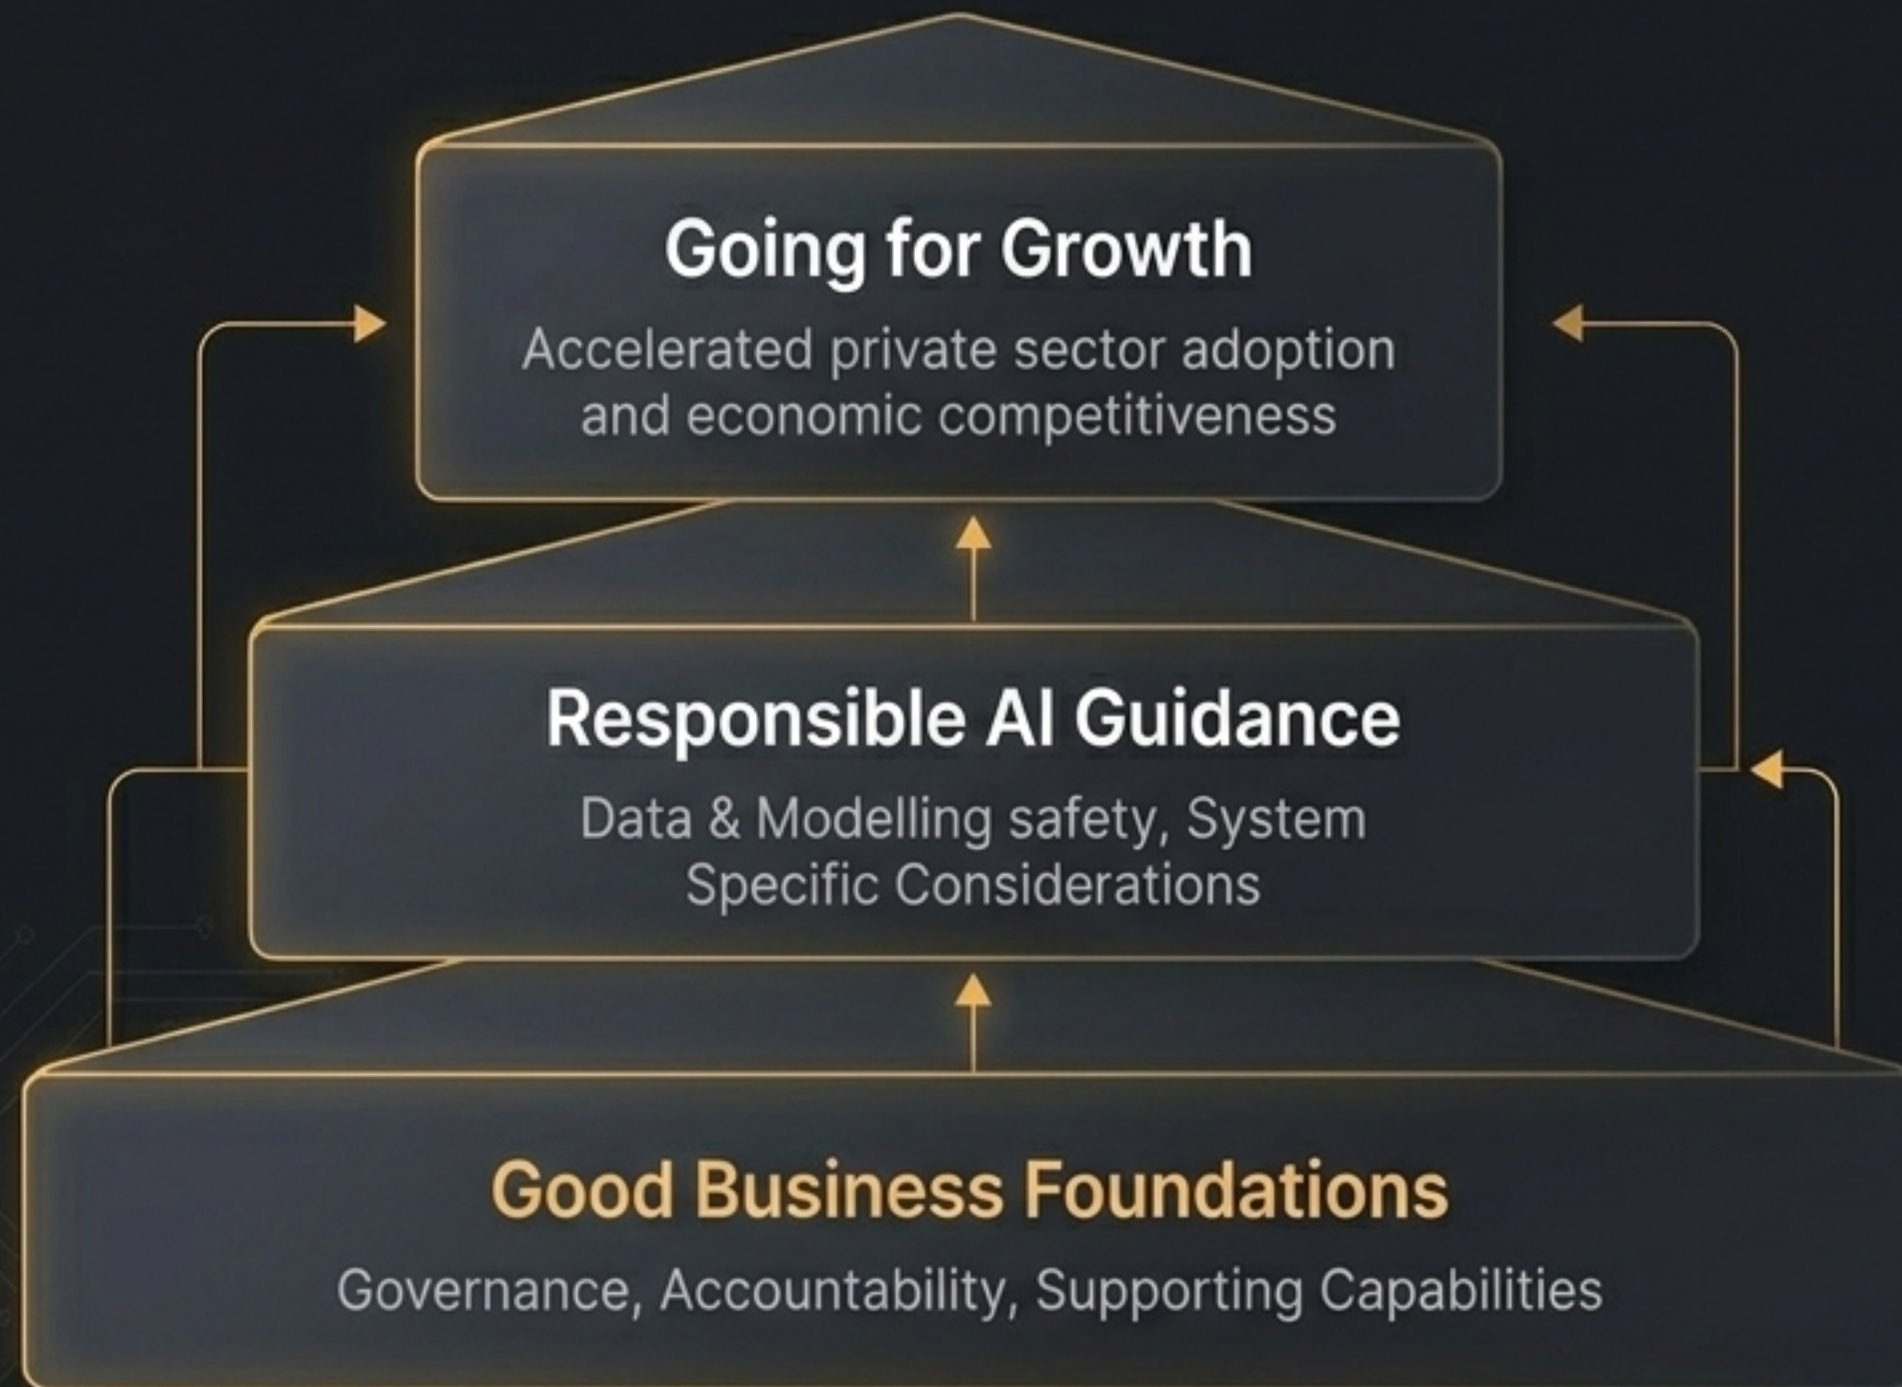 Going for Growth
Accelerated private sector adoption
and economic competitiveness
Responsible AI Guidance
Data & Modelling safety, System
Specific Considerations
Good Business Foundations
Governance, Accountability, Supporting Capabilities